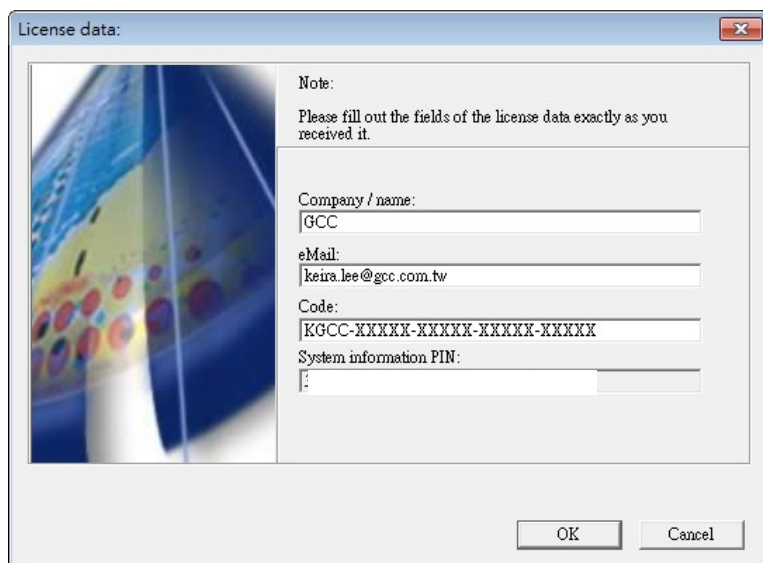 License data:
Note:
Please fill out the fields of the license data exactly as you
received it.
Company / name:
GCC
eMail:
keira.lee@gcc.com.tw
Code:
KGCC-XXXXX-XXXXX-XXXXX-XXXXX
System information PIN:
OK
Cancel